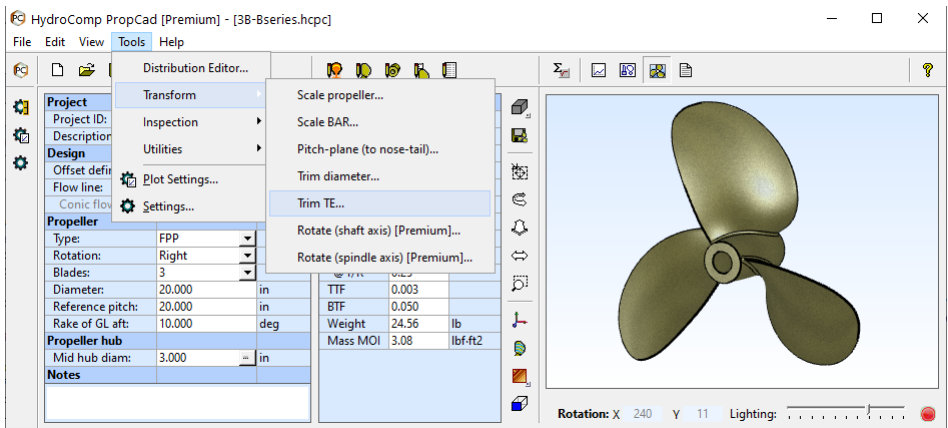 HydroComp PropCad [Premium] - [3B-Bseries.hcpc]
File Edit View Tools Help
Distribution Editor...
Transform
Inspection
Utilities
Plot Settings...
Settings...
Scale propeller...
Scale BAR...
Pitch-plane (to nose-tail)...
Trim diameter...
Trim TE...
Rotate (shaft axis) [Premium]...
Rotate (spindle axis) [Premium]...
Project
Project ID:
Description
Design
Offset defin
Flow line:
Conic flow
Propeller
Type: FPP
Rotation: Right
Blades: 3
Diameter: 20.000 in
Reference pitch: 20.000 in
Rake of GL aft: 10.000 deg
Propeller hub
Mid hub diam: 3.000 in
Notes
TTF 0.003
BTF 0.050
Weight 24.56 lb
Mass MOI 3.08 lbf-ft2
Rotation: X 240 Y 11 Lighting: